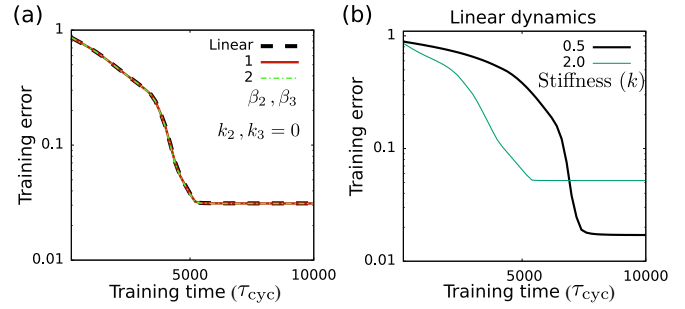 (a)
1
0.1
0.01
Training error
Linear
1
2
β₂ , β₃
k₂ , k₃ = 0
5000
10000
Training time (τcyc)
(b)
Linear dynamics
1
0.1
0.01
Training error
0.5
2.0
Stiffness (k)
5000
10000
Training time (τcyc)